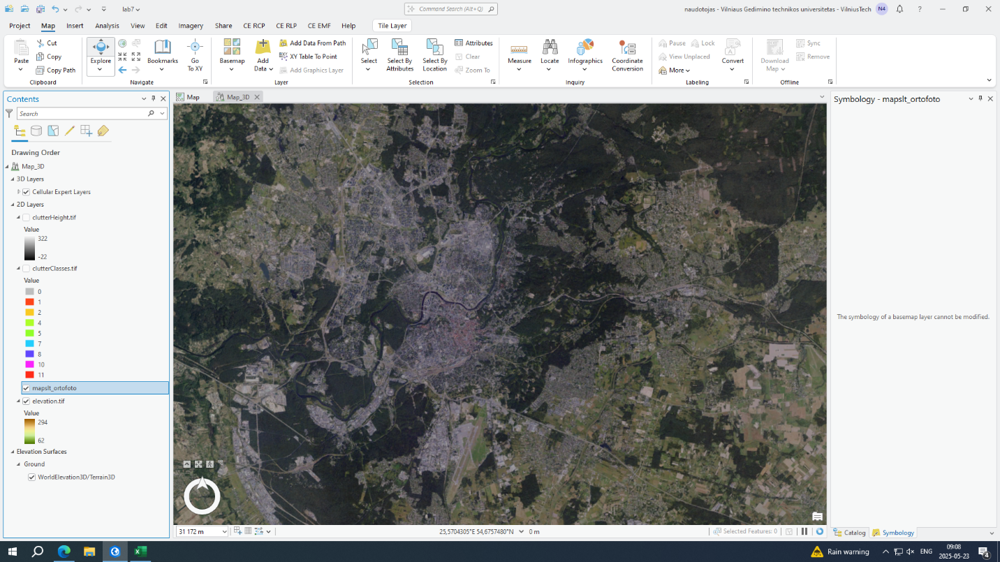 lab7
Command Search (Alt+Q)
naudotojas - Vilniaus Gedimino technikos universitetas - VilniusTech
N4
?
Project
Map
Insert
Analysis
View
Edit
Imagery
Share
CE RCP
CE RLP
CE EMF
Help
Tile Layer
Paste
Cut
Copy
Copy Path
Clipboard
Explore
Bookmarks
Go
To XY
Navigate
Basemap
Add
Data
Add Data From Path
XY Table To Point
Add Graphics Layer
Layer
Select
Select By
Attributes
Select By
Location
Attributes
Clear
Zoom To
Selection
Measure
Locate
Infographics
Coordinate
Conversion
Inquiry
Pause
Lock
View Unplaced
More
Convert
Labeling
Download
Map
Sync
Remove
Offline
Contents
Search
Drawing Order
Map_3D
3D Layers
Cellular Expert Layers
2D Layers
clutterHeight.tif
Value
322
-22
clutterClasses.tif
Value
0
1
2
4
5
7
8
10
11
mapslt_ortofoto
elevation.tif
Value
294
62
Elevation Surfaces
Ground
WorldElevation3D/Terrain3D
Map
Map_3D
31 172 m
25,5704305°E 54,6757480°N
0 m
Selected Features: 0
Symbology - mapslt_ortofoto
The symbology of a basemap layer cannot be modified.
Catalog
Symbology
Rain warning
ENG
09:08
2025-05-23
4